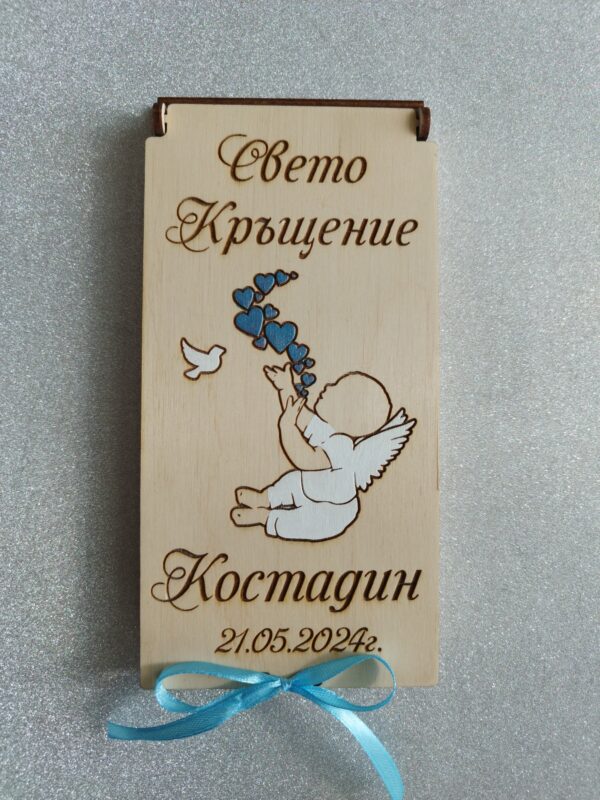 Свето
Кръщение
Костадин
21.05.2024г.